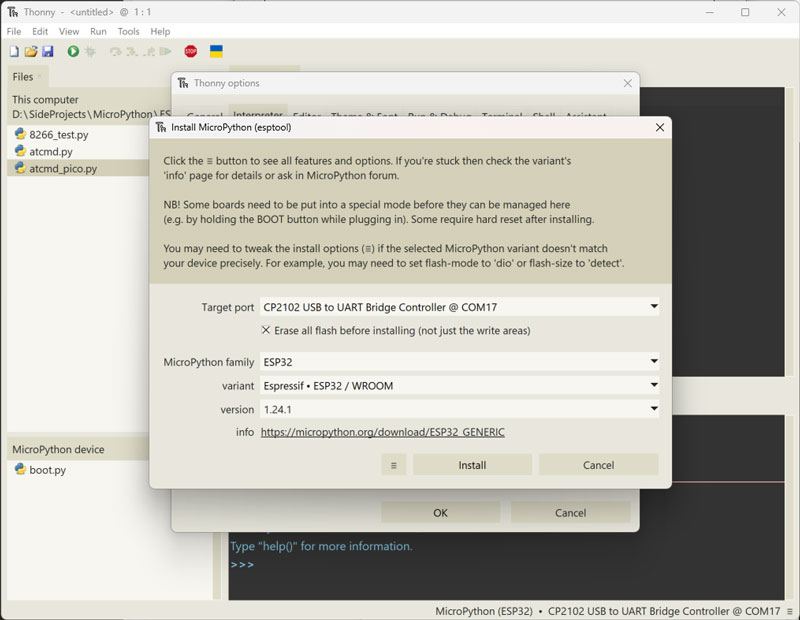 Thonny - <untitled> @ 1 : 1
File Edit View Run Tools Help
STOP
Files
This computer
D:\SideProjects\MicroPython\ES
8266_test.py
atcmd.py
atcmd_pico.py
MicroPython device
boot.py
Thonny options
General Interpreter Editor Theme & Font Run & Debug Terminal Shell Assistant
Install MicroPython (esptool)
Click the ≡ button to see all features and options. If you're stuck then check the variant's
'info' page for details or ask in MicroPython forum.
NB! Some boards need to be put into a special mode before they can be managed here
(e.g. by holding the BOOT button while plugging in). Some require hard reset after installing.
You may need to tweak the install options (≡) if the selected MicroPython variant doesn't match
your device precisely. For example, you may need to set flash-mode to 'dio' or flash-size to 'detect'.
Target port CP2102 USB to UART Bridge Controller @ COM17
Erase all flash before installing (not just the write areas)
MicroPython family ESP32
variant Espressif • ESP32 / WROOM
version 1.24.1
info https://micropython.org/download/ESP32_GENERIC
≡ Install Cancel
OK Cancel
Type "help()" for more information.
>>>
MicroPython (ESP32) • CP2102 USB to UART Bridge Controller @ COM17 ≡